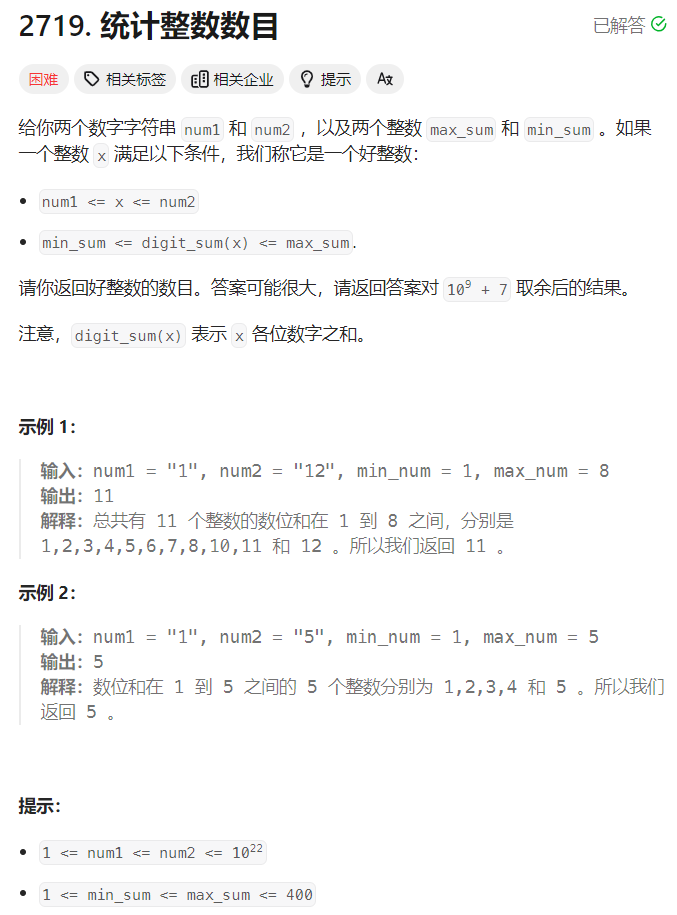 2719. 统计整数数目
已解答
困难 相关标签 相关企业 提示 Aあ
给你两个数字字符串 num1 和 num2 ，以及两个整数 max_sum 和 min_sum 。如果
一个整数 x 满足以下条件，我们称它是一个好整数：
• num1 <= x <= num2
• min_sum <= digit_sum(x) <= max_sum.
请你返回好整数的数目。答案可能很大，请返回答案对 10⁹ + 7 取余后的结果。
注意，digit_sum(x) 表示 x 各位数字之和。
示例 1：
输入：num1 = "1", num2 = "12", min_num = 1, max_num = 8
输出：11
解释：总共有 11 个整数的数位和在 1 到 8 之间，分别是
1,2,3,4,5,6,7,8,10,11 和 12 。所以我们返回 11 。
示例 2：
输入：num1 = "1", num2 = "5", min_num = 1, max_num = 5
输出：5
解释：数位和在 1 到 5 之间的 5 个整数分别为 1,2,3,4 和 5 。所以我们
返回 5 。
提示：
• 1 <= num1 <= num2 <= 10²²
• 1 <= min_sum <= max_sum <= 400